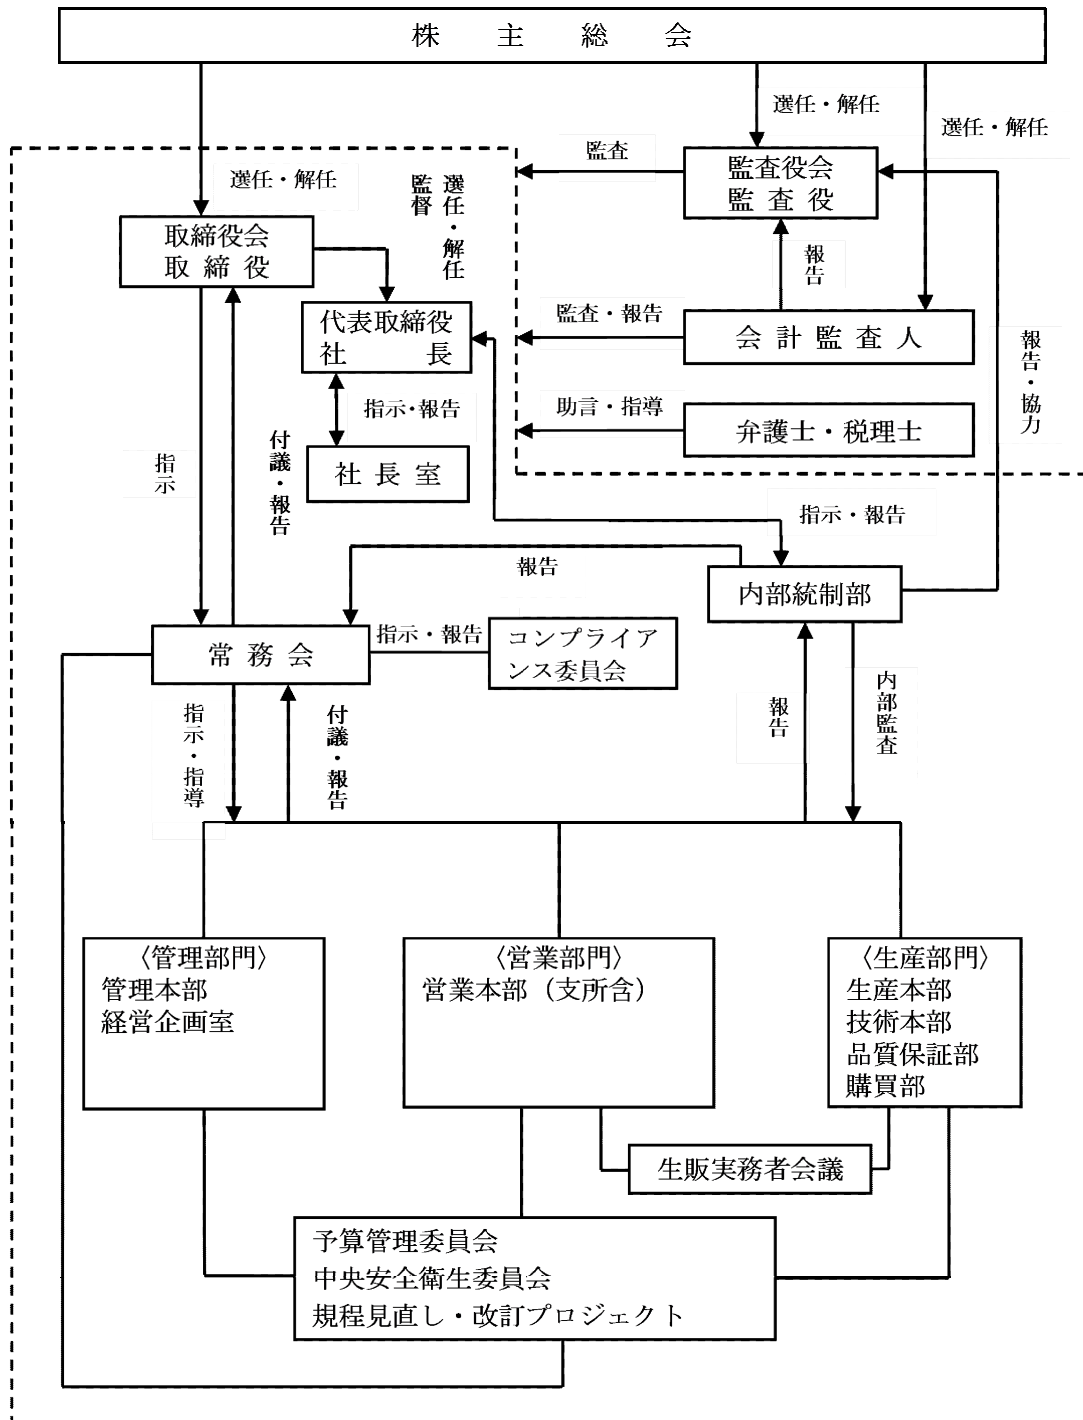 株主総会
選任・解任
選任・解任
監査
監査役会
監査役
選任・解任
選任・解任
監督
取締役会
取締役
報告
代表取締役
社長
監査・報告
会計監査人
報告・協力
指示・報告
助言・指導
弁護士・税理士
付議・報告
指示
社長室
指示・報告
報告
内部統制部
常務会
指示・報告
コンプライア
ンス委員会
指示・指導
付議・報告
報告
内部監査
〈管理部門〉
管理本部
経営企画室
〈営業部門〉
営業本部（支所含）
〈生産部門〉
生産本部
技術本部
品質保証部
購買部
生販実務者会議
予算管理委員会
中央安全衛生委員会
規程見直し・改訂プロジェクト